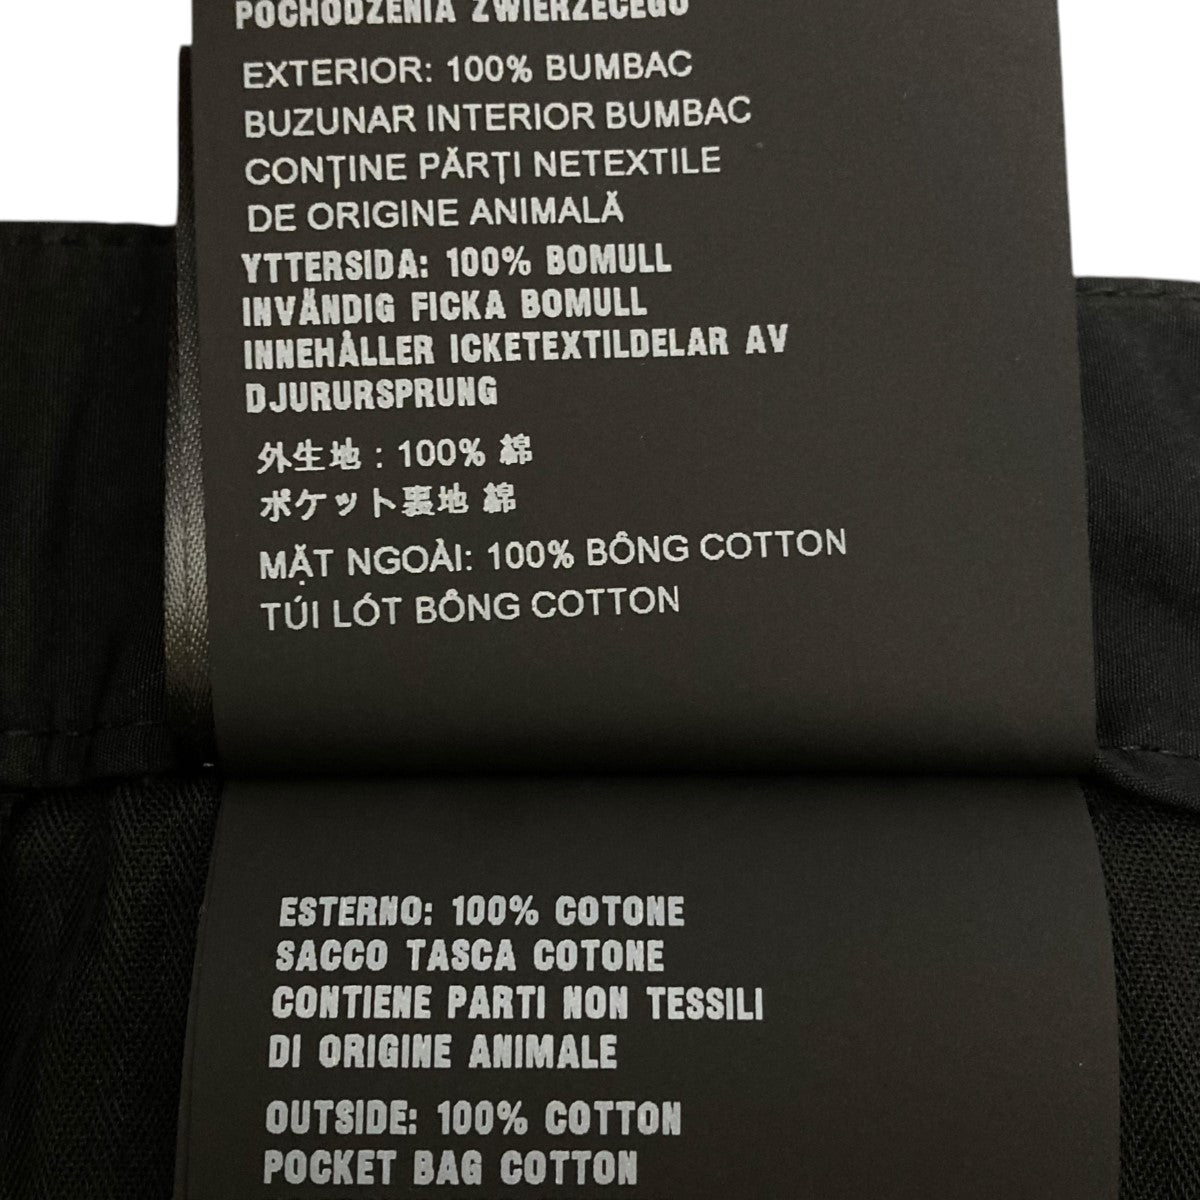 POCHODZENIA ZWIERZĘCEGO
EXTERIOR: 100% BUMBAC
BUZUNAR INTERIOR BUMBAC
CONȚINE PĂRȚI NETEXTILE
DE ORIGINE ANIMALĂ
YTTERSIDA: 100% BOMULL
INVÄNDIG FICKA BOMULL
INNEHÅLLER ICKETEXTILDELAR AV
DJURURSPRUNG
外生地 : 100% 綿
ポケット裏地 綿
MẶT NGOÀI: 100% BÔNG COTTON
TÚI LÓT BÔNG COTTON
ESTERNO: 100% COTONE
SACCO TASCA COTONE
CONTIENE PARTI NON TESSILI
DI ORIGINE ANIMALE
OUTSIDE: 100% COTTON
POCKET BAG COTTON